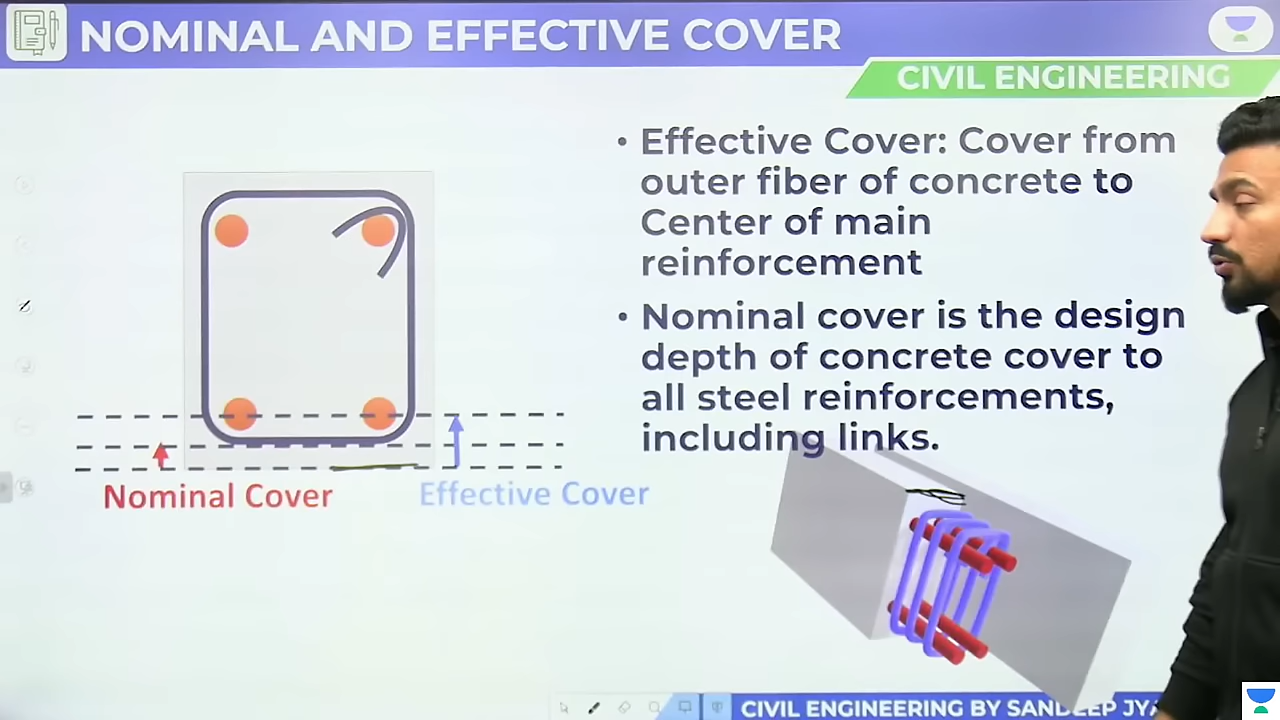 NOMINAL AND EFFECTIVE COVER
CIVIL ENGINEERING
• Effective Cover: Cover from
outer fiber of concrete to
Center of main
reinforcement
• Nominal cover is the design
depth of concrete cover to
all steel reinforcements,
including links.
Nominal Cover
Effective Cover
CIVIL ENGINEERING BY SANDEEP JYA